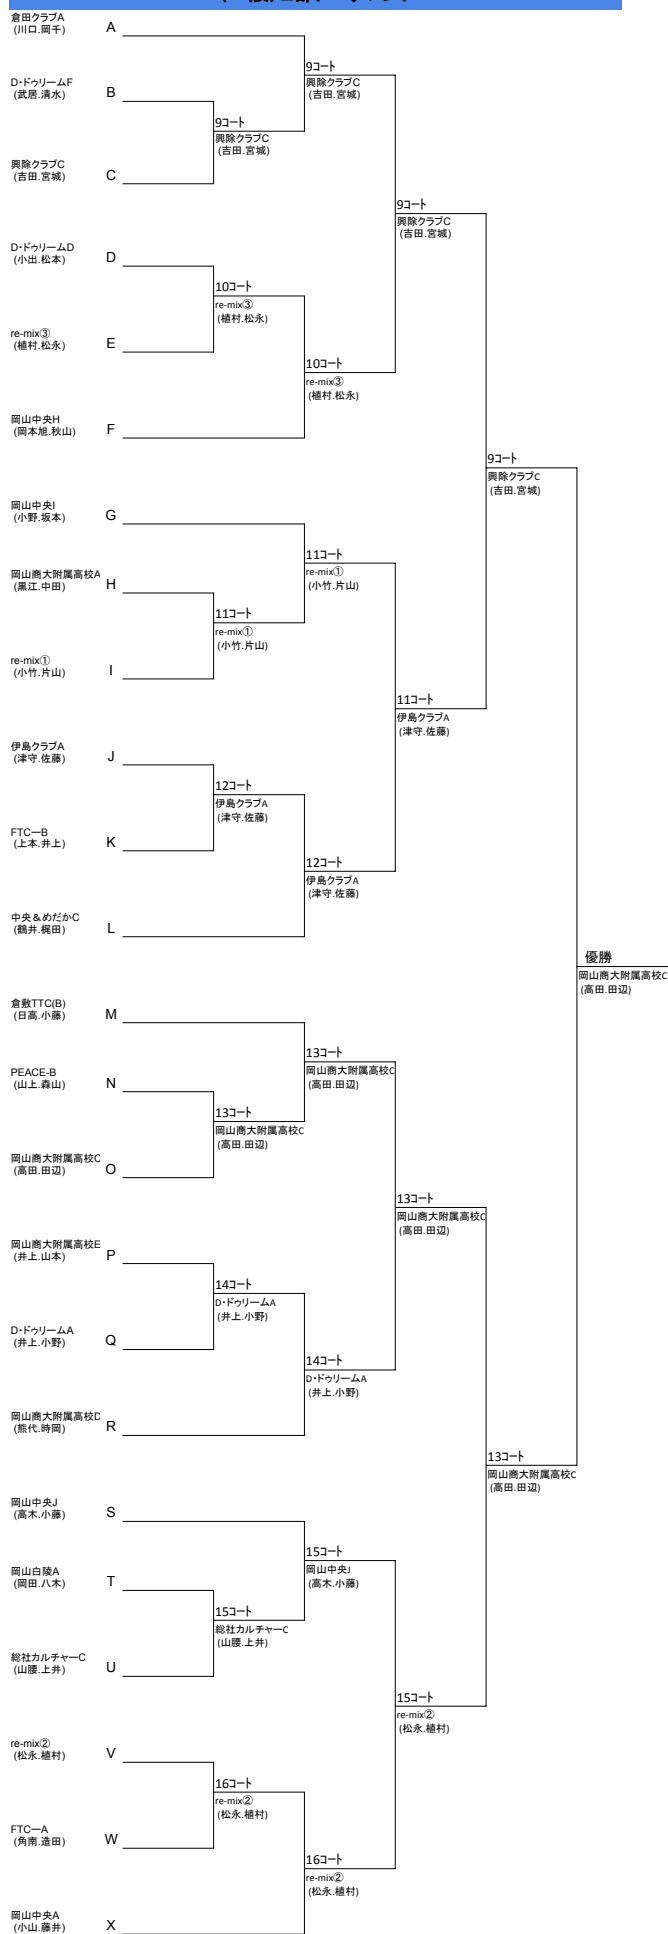 倉田クラブA
(川口.岡千)
A
D・ドゥリームF
(武居.清水)
B
興除クラブC
(吉田.宮城)
C
D・ドゥリームD
(小出.松本)
D
re-mix③
(植村.松永)
E
岡山中央H
(岡本旭.秋山)
F
岡山中央I
(小野.坂本)
G
岡山商大附属高校A
(黒江.中田)
H
re-mix①
(小竹.片山)
I
伊島クラブA
(津守.佐藤)
J
FTCーB
(上本.井上)
K
中央＆めだかC
(鶴井.梶田)
L
倉敷TTC(B)
(日高.小藤)
M
PEACE-B
(山上.森山)
N
岡山商大附属高校C
(高田.田辺)
O
岡山商大附属高校E
(井上.山本)
P
D・ドゥリームA
(井上.小野)
Q
岡山商大附属高校D
(熊代.時岡)
R
岡山中央J
(高木.小藤)
S
岡山白陵A
(岡田.八木)
T
総社カルチャーC
(山腰.上井)
U
re-mix②
(松永.植村)
V
FTCーA
(角南.造田)
W
岡山中央A
(小山.藤井)
X
9コート
興除クラブC
(吉田.宮城)
10コート
re-mix③
(植村.松永)
11コート
re-mix①
(小竹.片山)
12コート
伊島クラブA
(津守.佐藤)
13コート
岡山商大附属高校C
(高田.田辺)
14コート
D・ドゥリームA
(井上.小野)
15コート
総社カルチャーC
(山腰.上井)
16コート
re-mix②
(松永.植村)
9コート
興除クラブC
(吉田.宮城)
10コート
re-mix③
(植村.松永)
11コート
re-mix①
(小竹.片山)
12コート
伊島クラブA
(津守.佐藤)
13コート
岡山商大附属高校C
(高田.田辺)
14コート
D・ドゥリームA
(井上.小野)
15コート
岡山中央J
(高木.小藤)
16コート
re-mix②
(松永.植村)
9コート
興除クラブC
(吉田.宮城)
11コート
伊島クラブA
(津守.佐藤)
13コート
岡山商大附属高校C
(高田.田辺)
15コート
re-mix②
(松永.植村)
9コート
興除クラブC
(吉田.宮城)
13コート
岡山商大附属高校C
(高田.田辺)
優勝
岡山商大附属高校C
(高田.田辺)